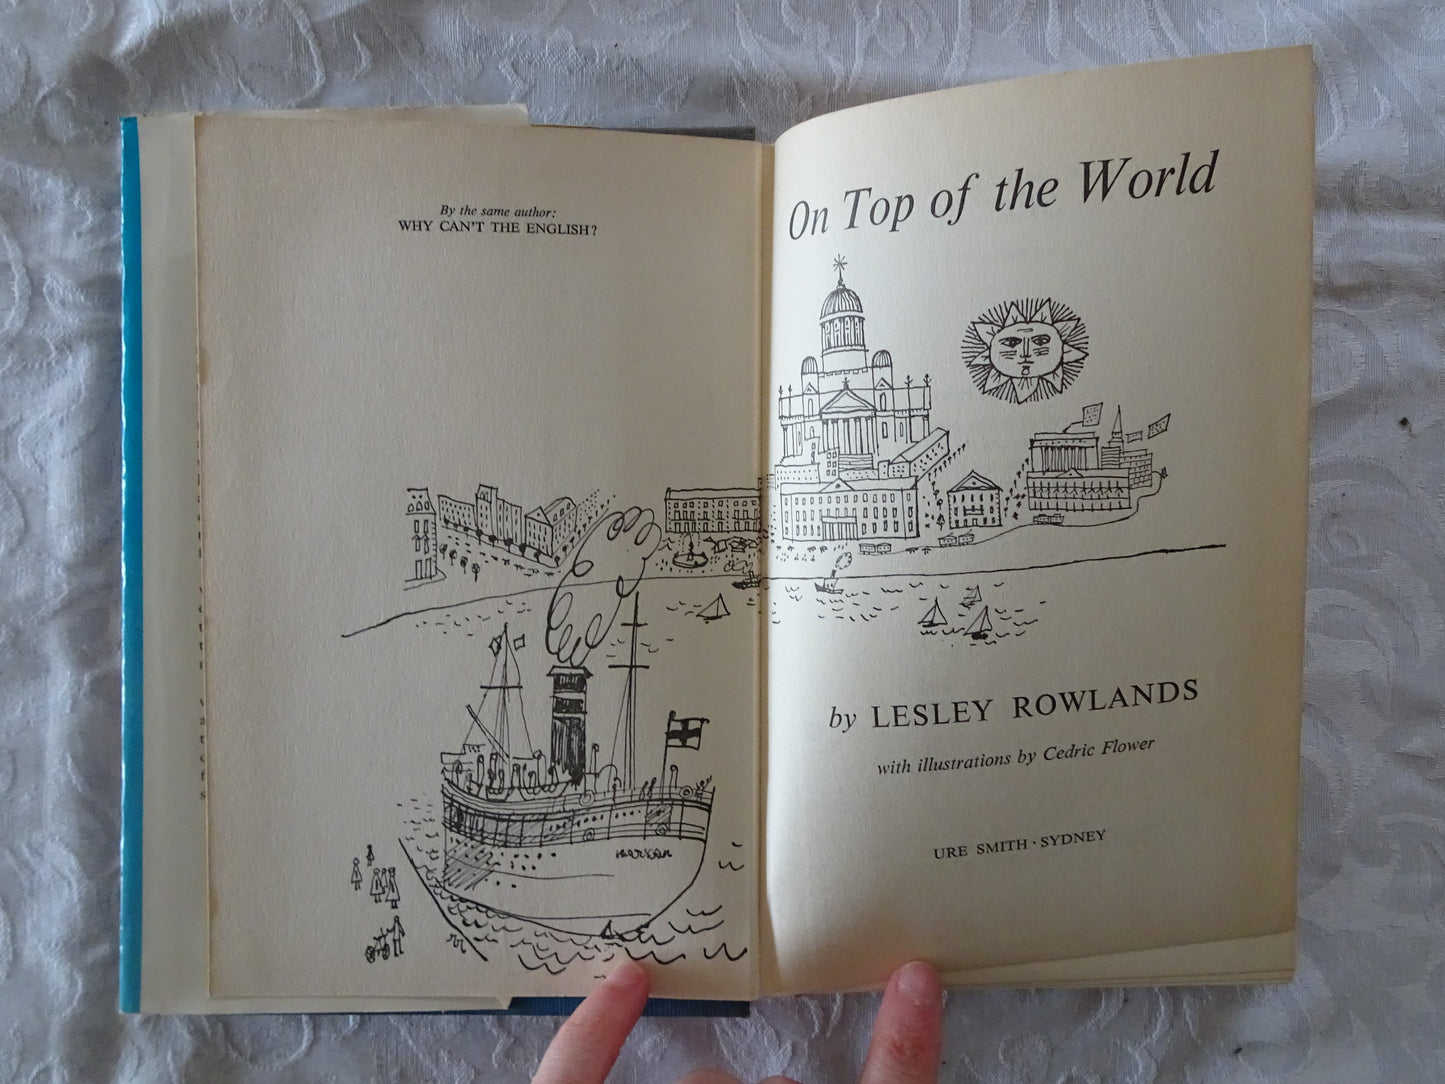 By the same author:
WHY CAN'T THE ENGLISH?
On Top of the World
by LESLEY ROWLANDS
with illustrations by Cedric Flower
URE SMITH · SYDNEY